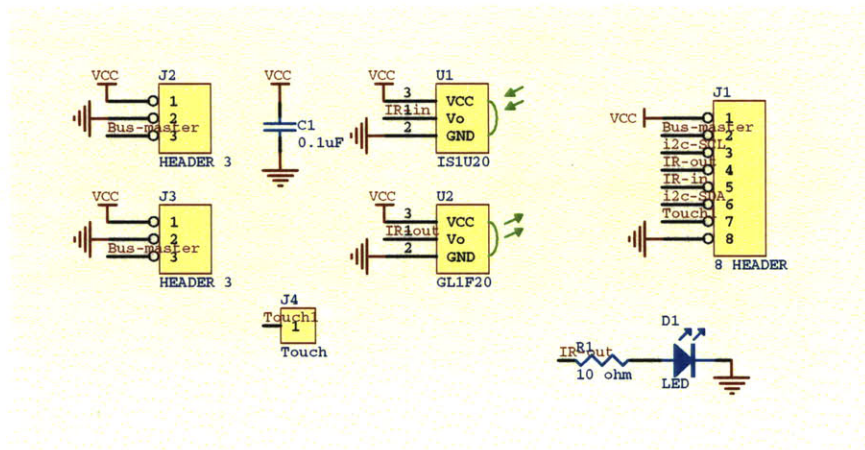 J2
VCC
1
2
Bus-master
3
HEADER 3
VCC
C1
0.1uF
U1
VCC
3 VCC
IR-in 1 Vo
2 GND
IS1U20
J1
VCC 1
Bus-master 2
i2c-SCL 3
IR-out 4
IR-in 5
i2c-SDA 6
Touch1 7
8
8 HEADER
J3
VCC
1
2
Bus-master
3
HEADER 3
U2
VCC
3 VCC
IR-out 1 Vo
2 GND
GL1F20
J4
Touch1
1
Touch
D1
R1
IR-out
10 ohm
LED